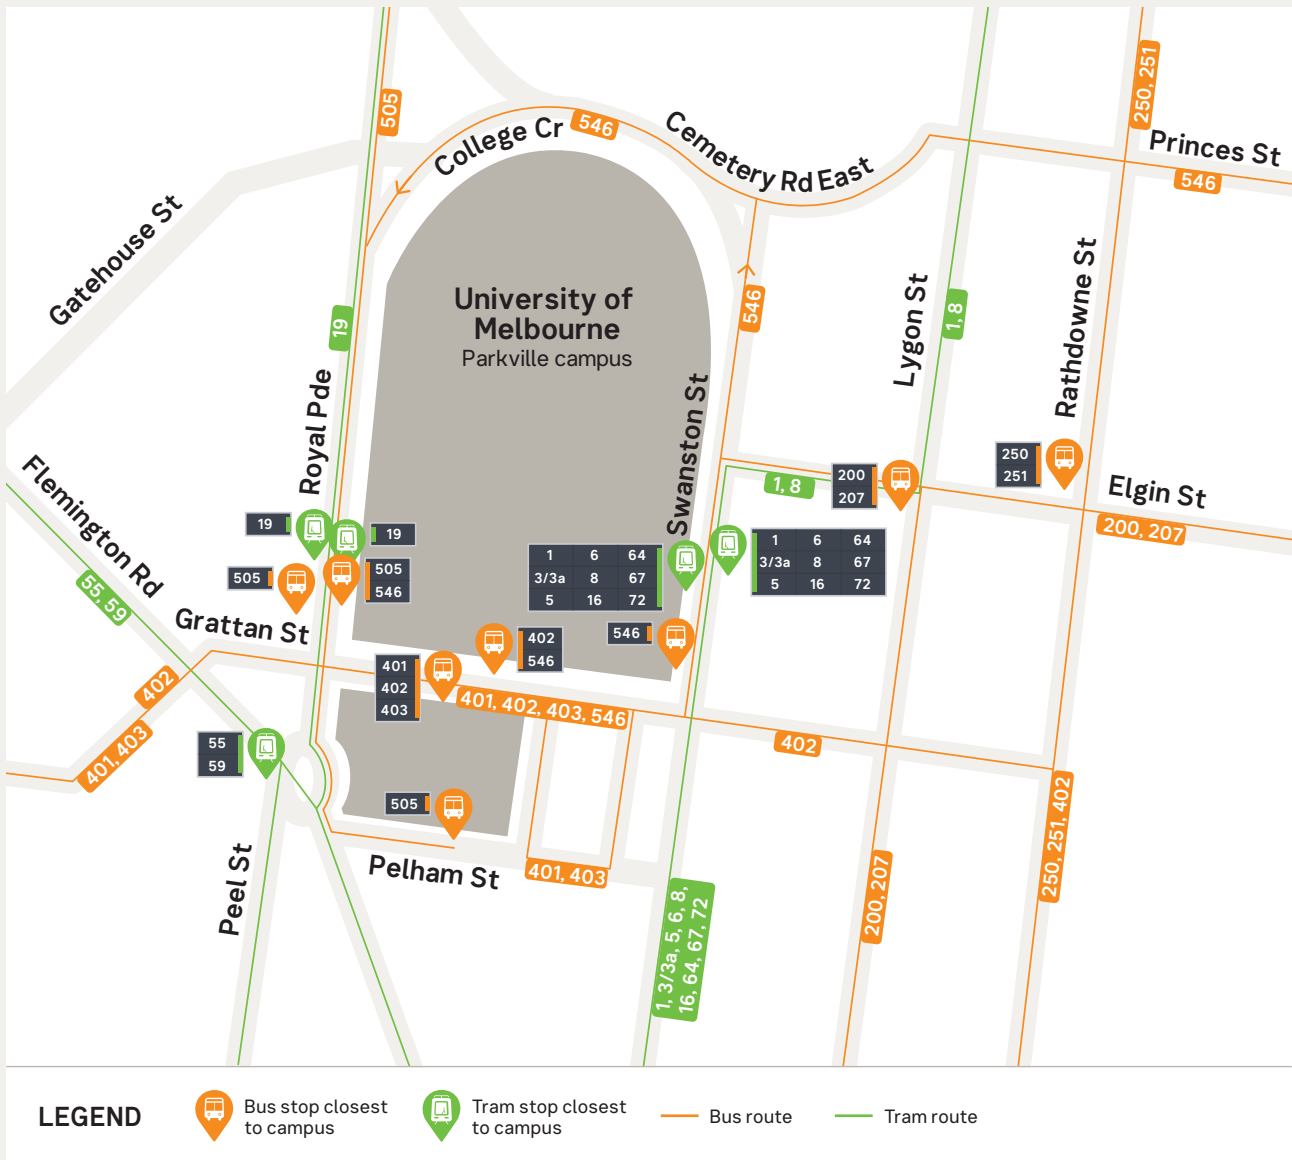 505
College Cr
546
Cemetery Rd East
250, 251
Princes St
546
Gatehouse St
University of
Melbourne
Parkville campus
19
546
Lygon St
1, 8
Rathdowne St
Royal Pde
Swanston St
Flemington Rd
55, 59
1, 8
200
207
250
251
Elgin St
200, 207
19
19
505
505
546
1 6 64
3/3a 8 67
5 16 72
1 6 64
3/3a 8 67
5 16 72
Grattan St
402
546
546
401
402
403
401, 402, 403, 546
402
402
401, 403
55
59
505
Pelham St
401, 403
Peel St
1, 3/3a, 5, 6, 8,
16, 64, 67, 72
200, 207
250, 251, 402
LEGEND
Bus stop closest
to campus
Tram stop closest
to campus
Bus route
Tram route